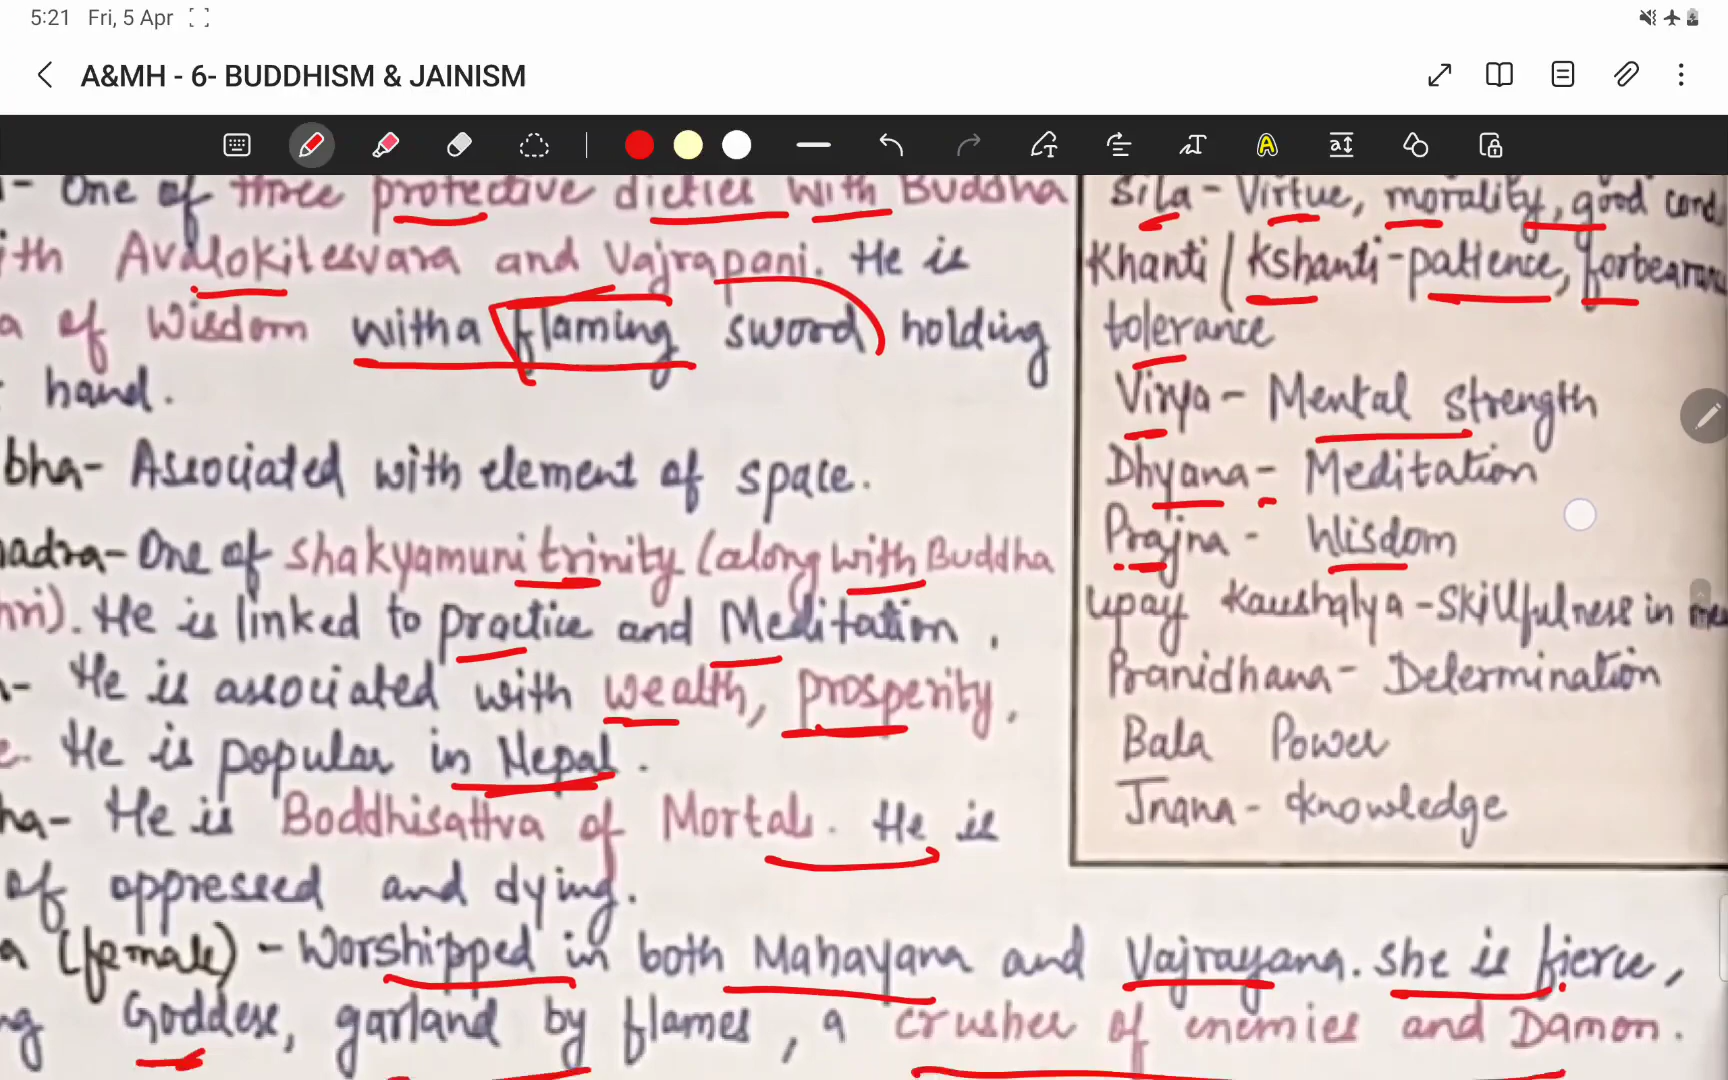 5:21 Fri, 5 Apr
A&MH - 6- BUDDHISM & JAINISM
- One of three protective dieties with Buddha
ith Avalokitesvara and Vajrapani. He is
a of Wisdom with a flaming sword holding
hand.
bha- Associated with element of space.
adra- One of Shakyamuni trinity (along with Buddha
hri). He is linked to practice and Meditation.
- He is associated with wealth, prosperity.
e. He is popular in Nepal.
ha- He is Boddhisattva of Mortals. He is
of oppressed and dying.
a (female) - Worshipped in both Mahayana and Vajrayana. She is fierce,
ng Goddess, garland by flames, a crusher of enemies and Damon.
Sila - Virtue, morality, good cond
Khanti / kshanti - patience, forbearan
tolerance
Virya - Mental strength
Dhyana - Meditation
Prajna - Wisdom
Upay Kaushalya - Skillfulness in me
Pranidhana - Determination
Bala Power
Jnana - knowledge